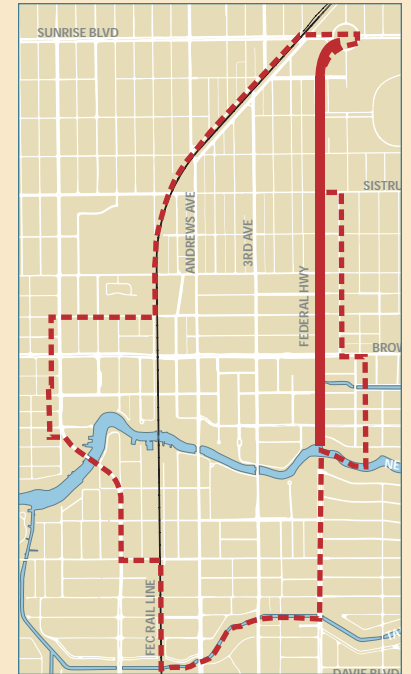 SUNRISE BLVD
SISTRU
ANDREWS AVE
3RD AVE
FEDERAL HWY
BROW
NE
FEC RAIL LINE
DAVIE BLVD